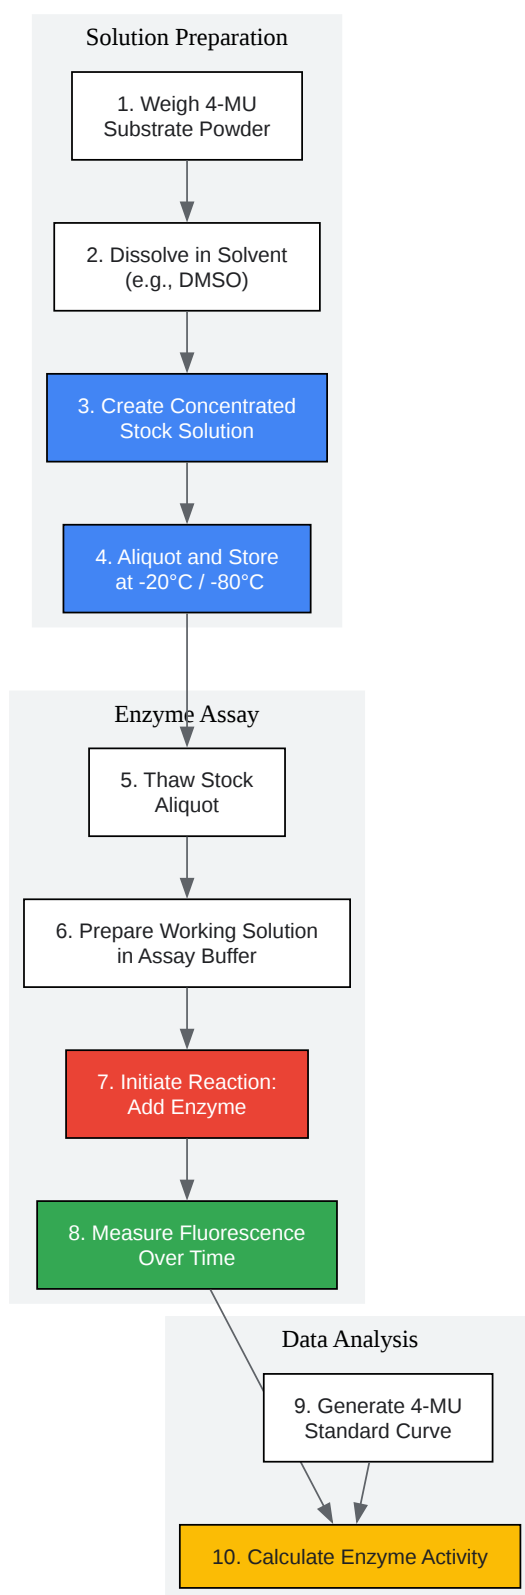 Solution Preparation
1. Weigh 4-MU
Substrate Powder
2. Dissolve in Solvent
(e.g., DMSO)
3. Create Concentrated
Stock Solution
4. Aliquot and Store
at -20°C / -80°C
Enzyme Assay
5. Thaw Stock
Aliquot
6. Prepare Working Solution
in Assay Buffer
7. Initiate Reaction:
Add Enzyme
8. Measure Fluorescence
Over Time
Data Analysis
9. Generate 4-MU
Standard Curve
10. Calculate Enzyme Activity